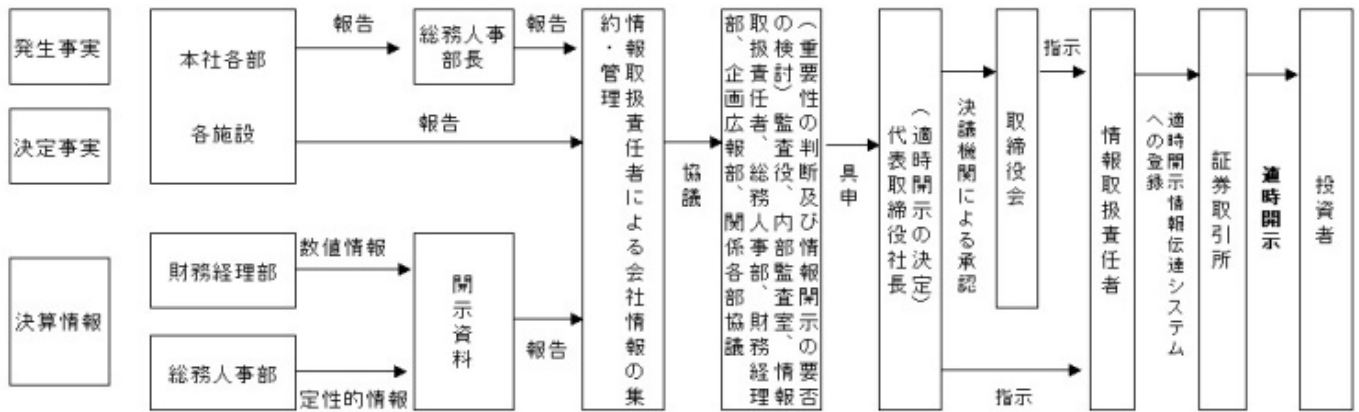 発生事実
決定事実
決算情報
本社各部
各施設
財務経理部
総務人事部
報告
総務人事
部長
報告
報告
数値情報
定性的情報
開示資料
報告
情報取扱責任者による会社情報の集
約・管理
協議
(重要性の判断及び情報開示の要否
の検討)監査役、内部監査室、情報
取扱責任者、総務人事部、財務経理
部、企画広報部、関係各部協議
具申
(適時開示の決定)
代表取締役社長
決議機関による承認
取締役会
指示
指示
情報取扱責任者
適時開示情報伝達システム
への登録
証券取引所
適時開示
投資者